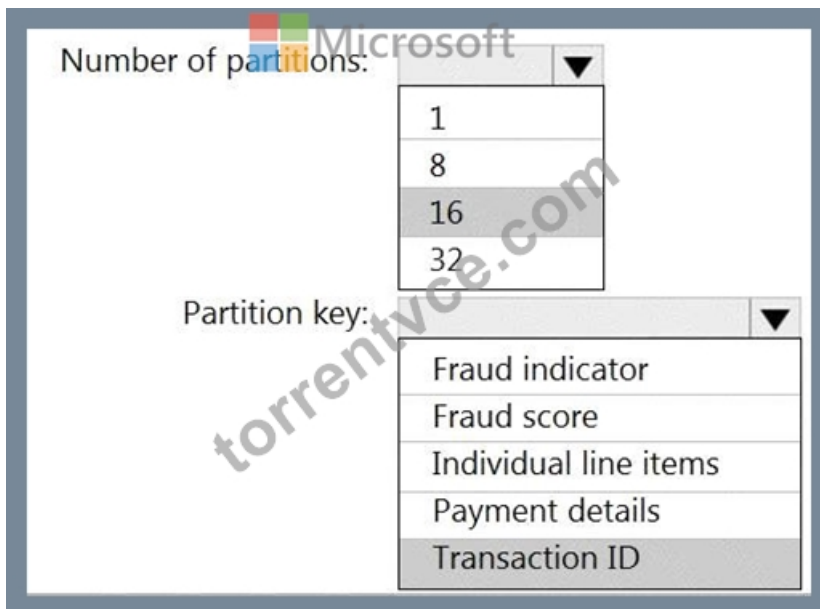 Microsoft
Number of partitions:
1
8
16
32
Partition key:
Fraud indicator
Fraud score
Individual line items
Payment details
Transaction ID
torrentvce.com